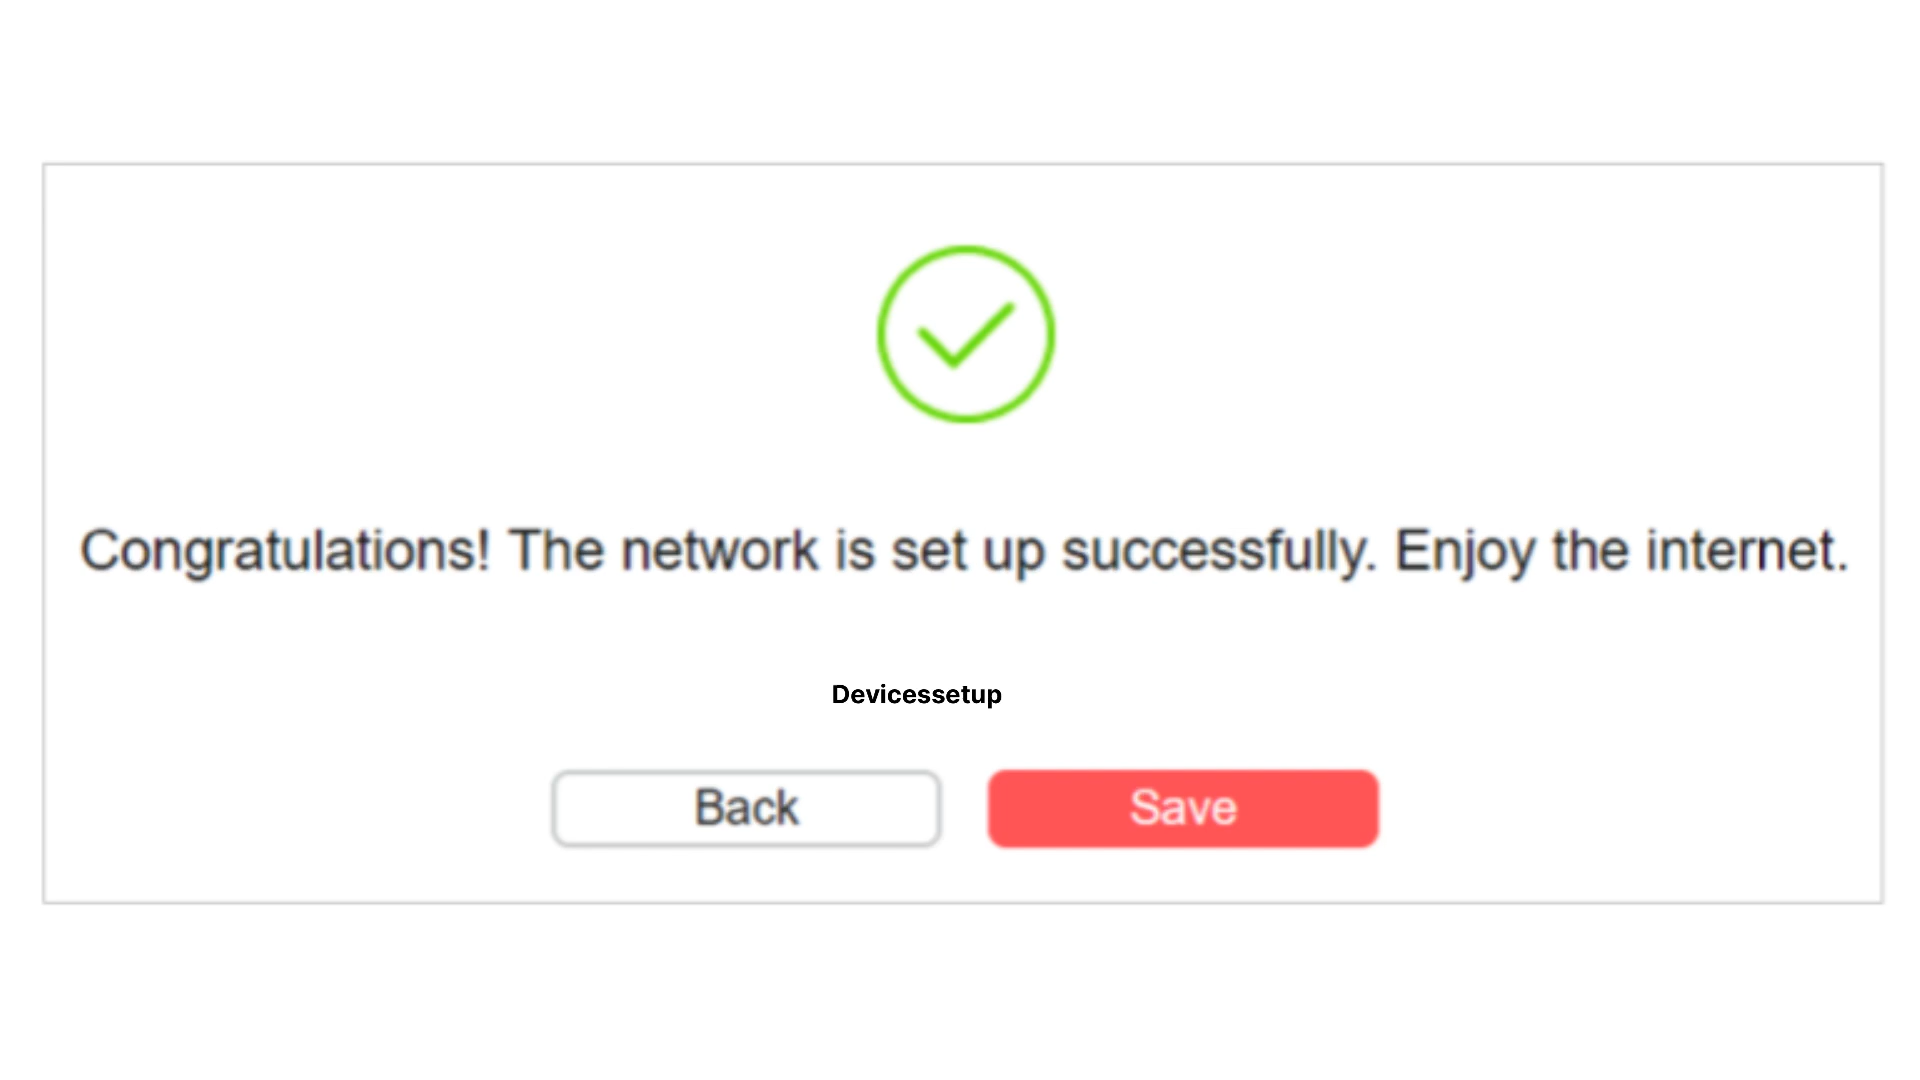 Congratulations! The network is set up successfully. Enjoy the internet.
Devicessetup
Back Save